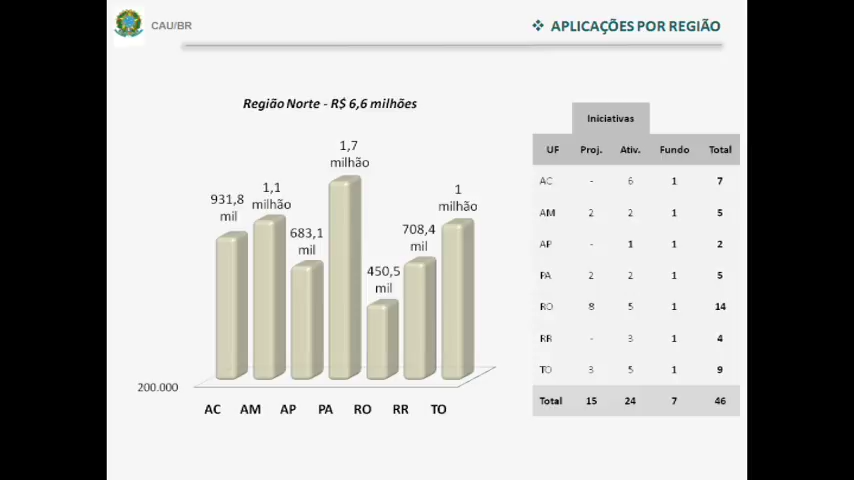 CAU/BR
❖ APLICAÇÕES POR REGIÃO
Região Norte - R$ 6,6 milhões
931,8
mil
1,1
milhão
683,1
mil
1,7
milhão
450,5
mil
708,4
mil
1
milhão
200.000
AC AM AP PA RO RR TO
Iniciativas
UF Proj. Ativ. Fundo Total
AC - 6 1 7
AM 2 2 1 5
AP - 1 1 2
PA 2 2 1 5
RO 8 5 1 14
RR - 3 1 4
TO 3 5 1 9
Total 15 24 7 46